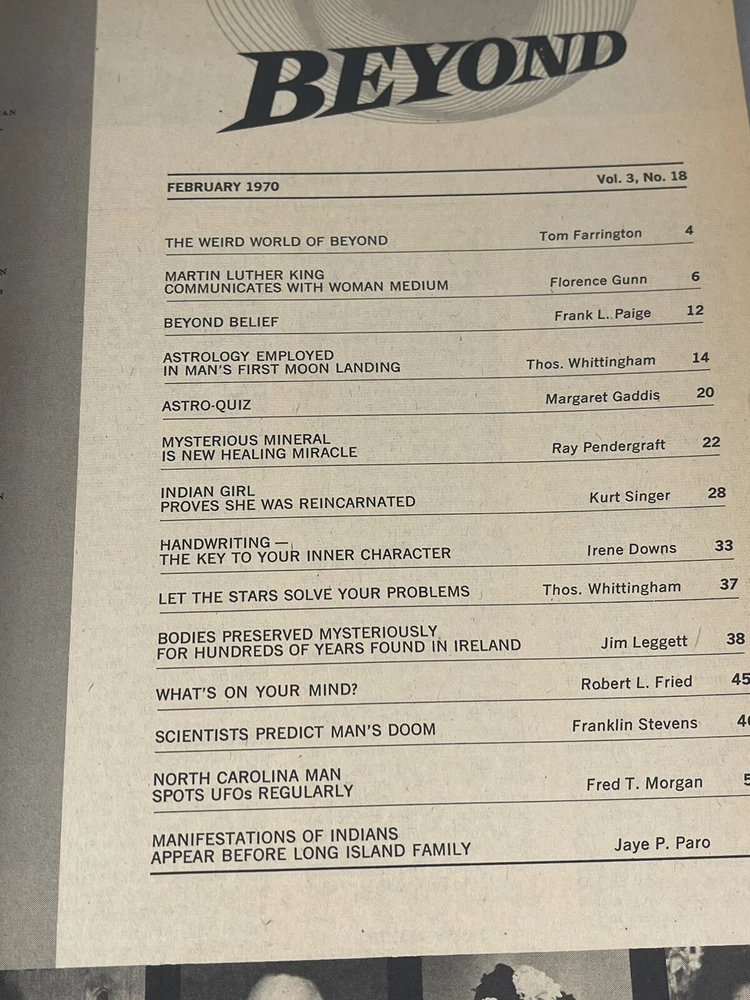 BEYOND
FEBRUARY 1970 Vol. 3, No. 18
THE WEIRD WORLD OF BEYOND Tom Farrington 4
MARTIN LUTHER KING
COMMUNICATES WITH WOMAN MEDIUM Florence Gunn 6
BEYOND BELIEF Frank L. Paige 12
ASTROLOGY EMPLOYED
IN MAN'S FIRST MOON LANDING Thos. Whittingham 14
ASTRO-QUIZ Margaret Gaddis 20
MYSTERIOUS MINERAL
IS NEW HEALING MIRACLE Ray Pendergraft 22
INDIAN GIRL
PROVES SHE WAS REINCARNATED Kurt Singer 28
HANDWRITING —
THE KEY TO YOUR INNER CHARACTER Irene Downs 33
LET THE STARS SOLVE YOUR PROBLEMS Thos. Whittingham 37
BODIES PRESERVED MYSTERIOUSLY
FOR HUNDREDS OF YEARS FOUND IN IRELAND Jim Leggett 38
WHAT'S ON YOUR MIND? Robert L. Fried 45
SCIENTISTS PREDICT MAN'S DOOM Franklin Stevens
NORTH CAROLINA MAN
SPOTS UFOs REGULARLY Fred T. Morgan
MANIFESTATIONS OF INDIANS
APPEAR BEFORE LONG ISLAND FAMILY Jaye P. Paro